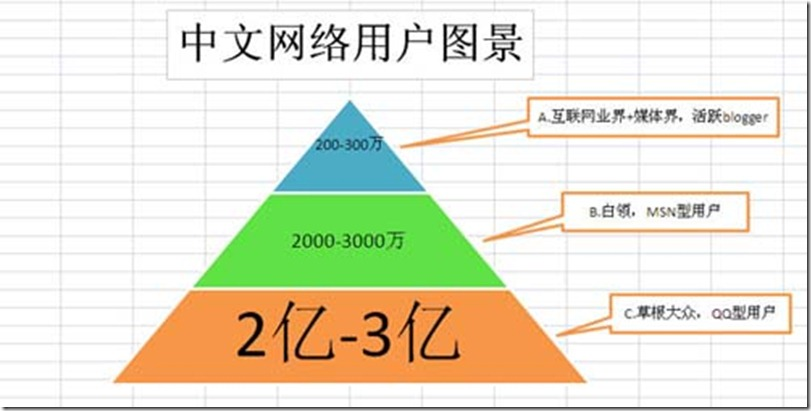 中文网络用户图景
200-300万
A.互联网业界+媒体界，活跃blogger
2000-3000万
B.白领，MSN型用户
2亿-3亿
C.草根大众，QQ型用户